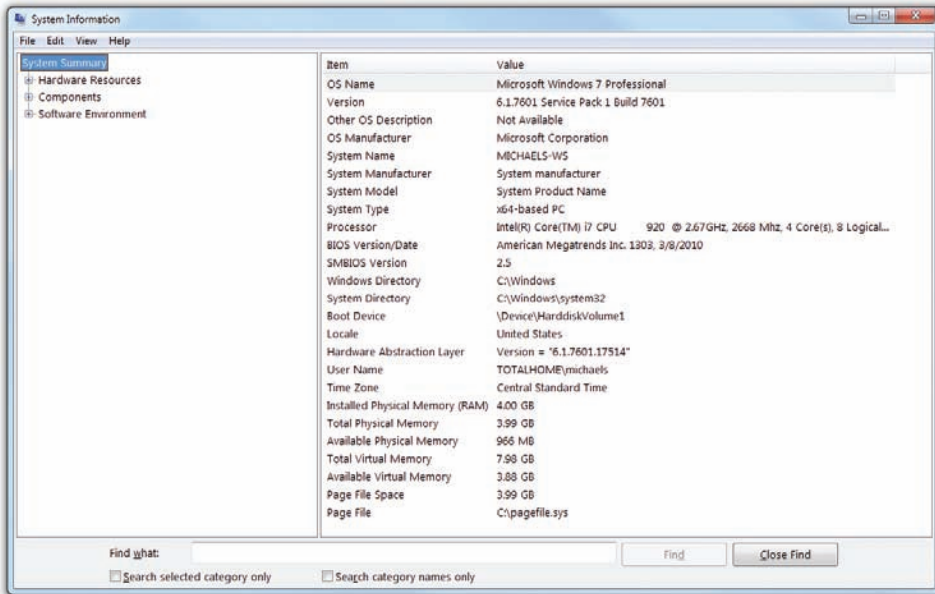 System Information
File Edit View Help
System Summary
Hardware Resources
Components
Software Environment
Item Value
OS Name Microsoft Windows 7 Professional
Version 6.1.7601 Service Pack 1 Build 7601
Other OS Description Not Available
OS Manufacturer Microsoft Corporation
System Name MICHAELS-WS
System Manufacturer System manufacturer
System Model System Product Name
System Type x64-based PC
Processor Intel(R) Core(TM) i7 CPU 920 @ 2.67GHz, 2668 Mhz, 4 Core(s), 8 Logical...
BIOS Version/Date American Megatrends Inc. 1303, 3/8/2010
SMBIOS Version 2.5
Windows Directory C:\Windows
System Directory C:\Windows\system32
Boot Device \Device\HarddiskVolume1
Locale United States
Hardware Abstraction Layer Version = "6.1.7601.17514"
User Name TOTALHOME\michaels
Time Zone Central Standard Time
Installed Physical Memory (RAM) 4.00 GB
Total Physical Memory 3.99 GB
Available Physical Memory 966 MB
Total Virtual Memory 7.98 GB
Available Virtual Memory 3.88 GB
Page File Space 3.99 GB
Page File C:\pagefile.sys
Find what: Find Close Find
Search selected category only Search category names only